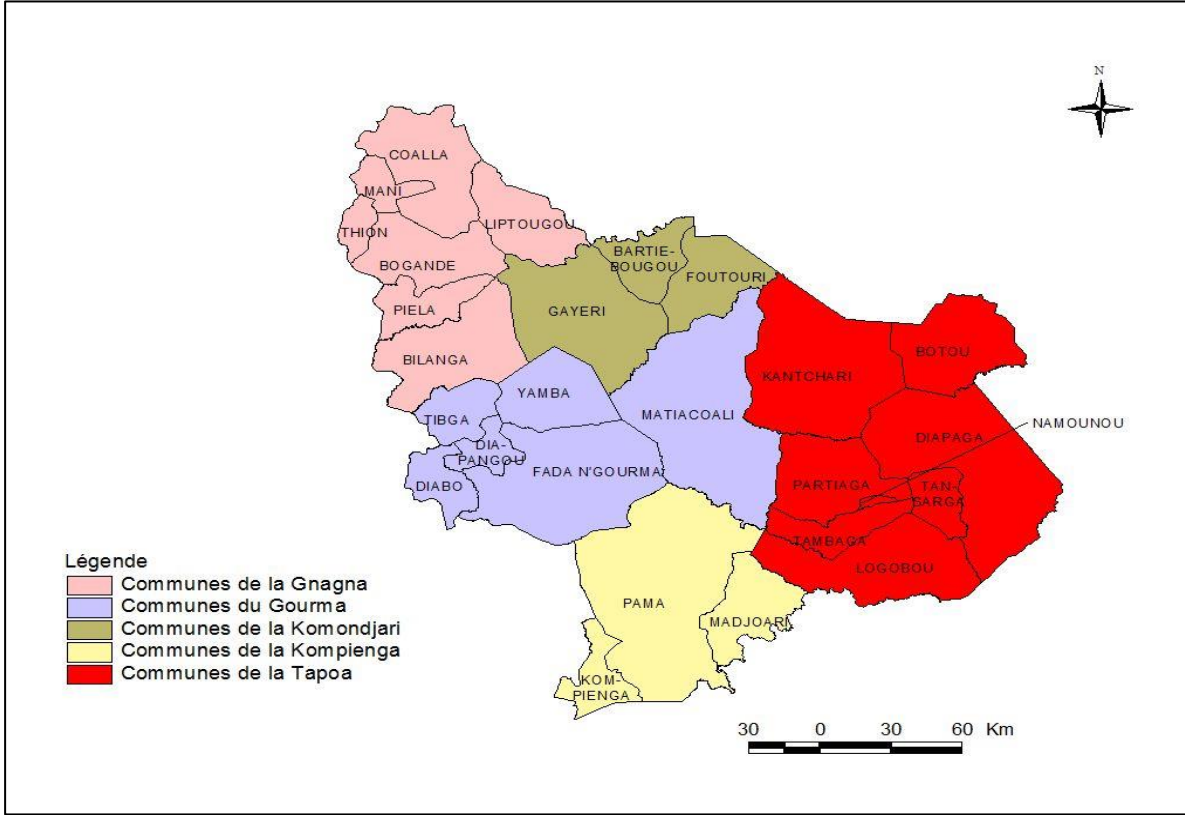 N
COALLA
MANI
LIPTOUGOU
THION
BOGANDE
BARTIE-
BOUGOU
FOUTOURI
PIELA
GAYERI
BILANGA
BOTOU
KANTCHARI
YAMBA
TIBGA
MATIACOALI
NAMOUNOU
DIA-
PANGOU
DIAPAGA
FADA N'GOURMA
DIABO
PARTIAGA
TAN-
SARGA
TAMBAGA
LOGOBOU
PAMA
MADJOARI
KOM-
PIENGA
Légende
Communes de la Gnagna
Communes du Gourma
Communes de la Komondjari
Communes de la Kompienga
Communes de la Tapoa
30 0 30 60 Km